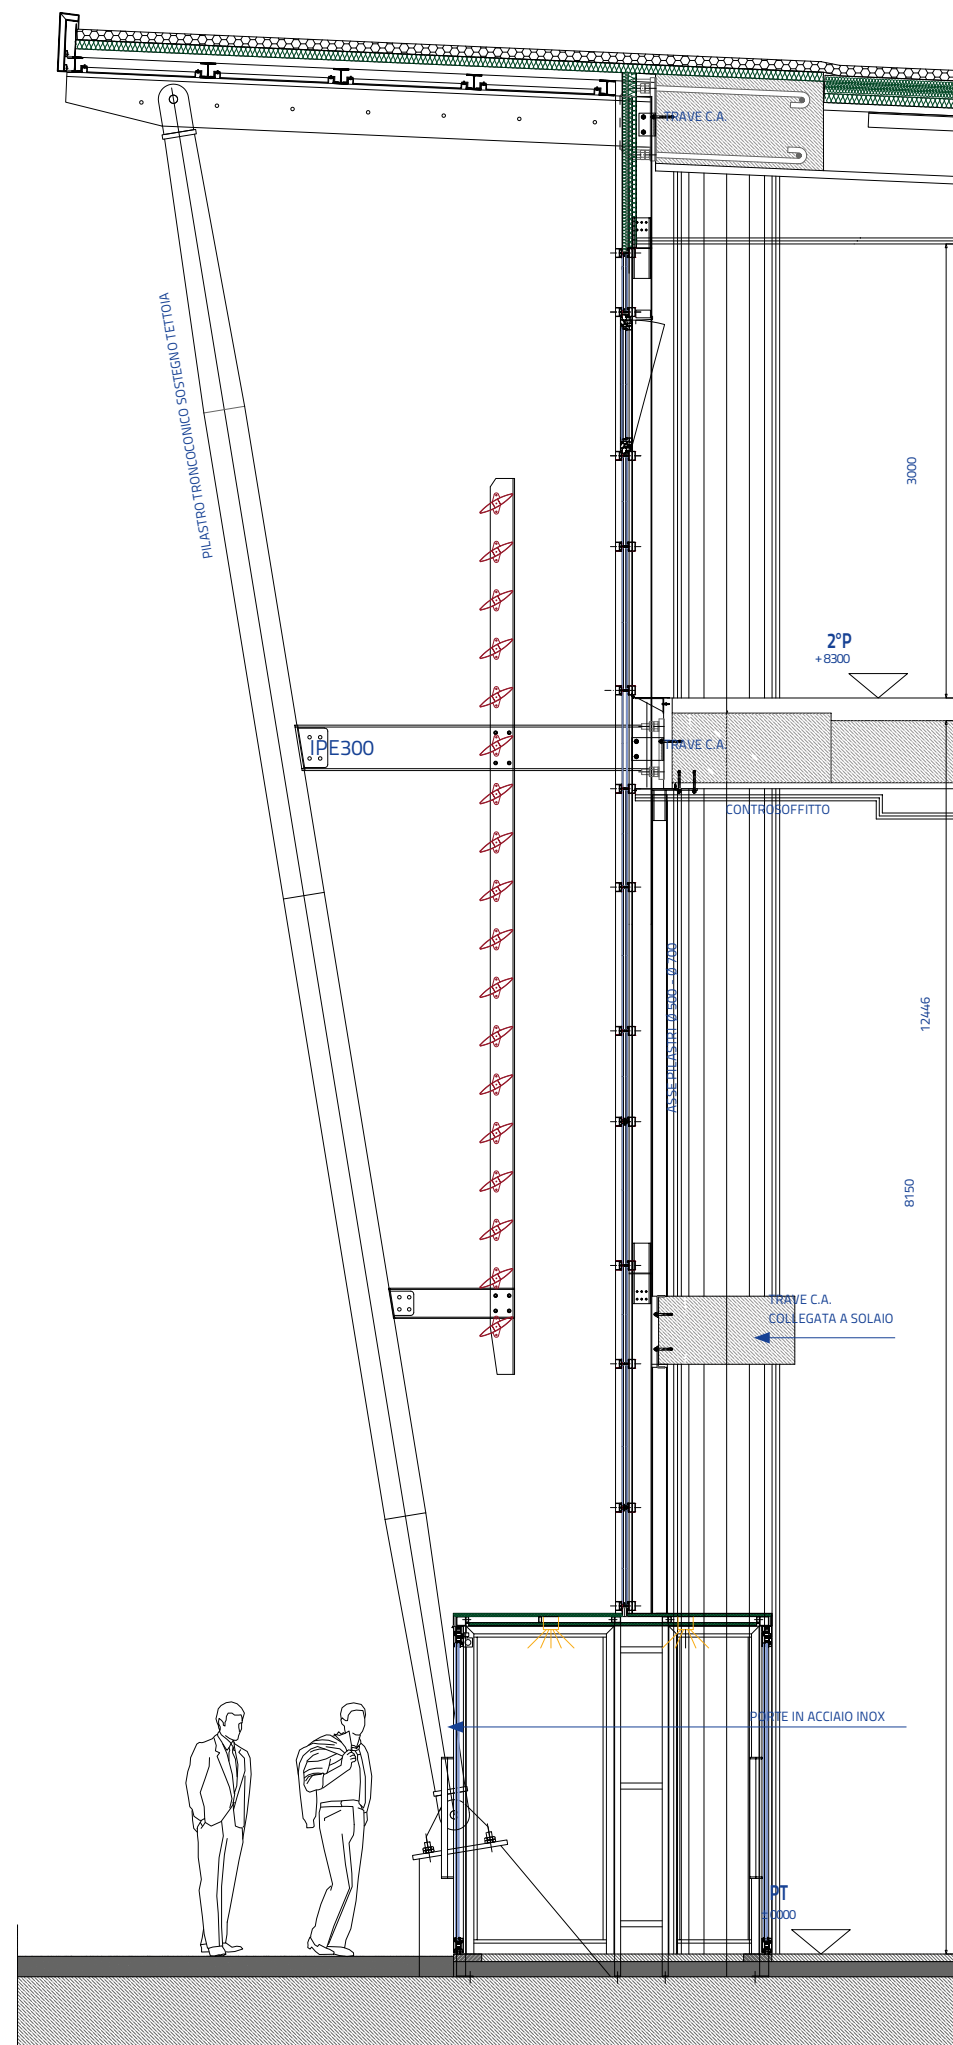 TRAVE C.A.
PILASTRO TRONCOCONICO SOSTEGNO TETTOIA
3000
2°P
+8300
IPE300
TRAVE C.A.
CONTROSOFFITTO
ASSE PILASTRI Ø 500 - Ø 700
12446
8150
TRAVE C.A.
COLLEGATA A SOLAIO
PORTE IN ACCIAIO INOX
PT
±0000